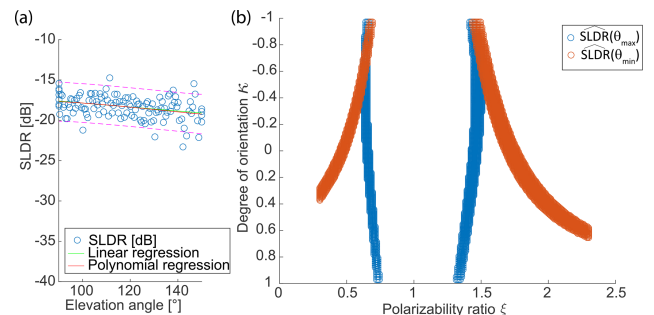 (a)
-10
-15
-20
-25
-30
-35
-40
SLDR [dB]
SLDR [dB]
Linear regression
Polynomial regression
100
120
140
Elevation angle [°]
(b)
-1
-0.8
-0.6
-0.4
-0.2
0
0.2
0.4
0.6
0.8
1
Degree of orientation κ
SLDR(θmax)
SLDR(θmin)
0
0.5
1
1.5
2
2.5
Polarizability ratio ξ